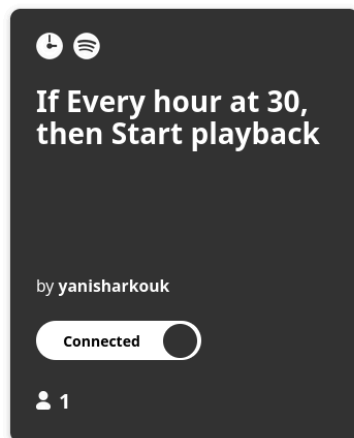 If Every hour at 30,
then Start playback
by yanisharkouk
Connected
1